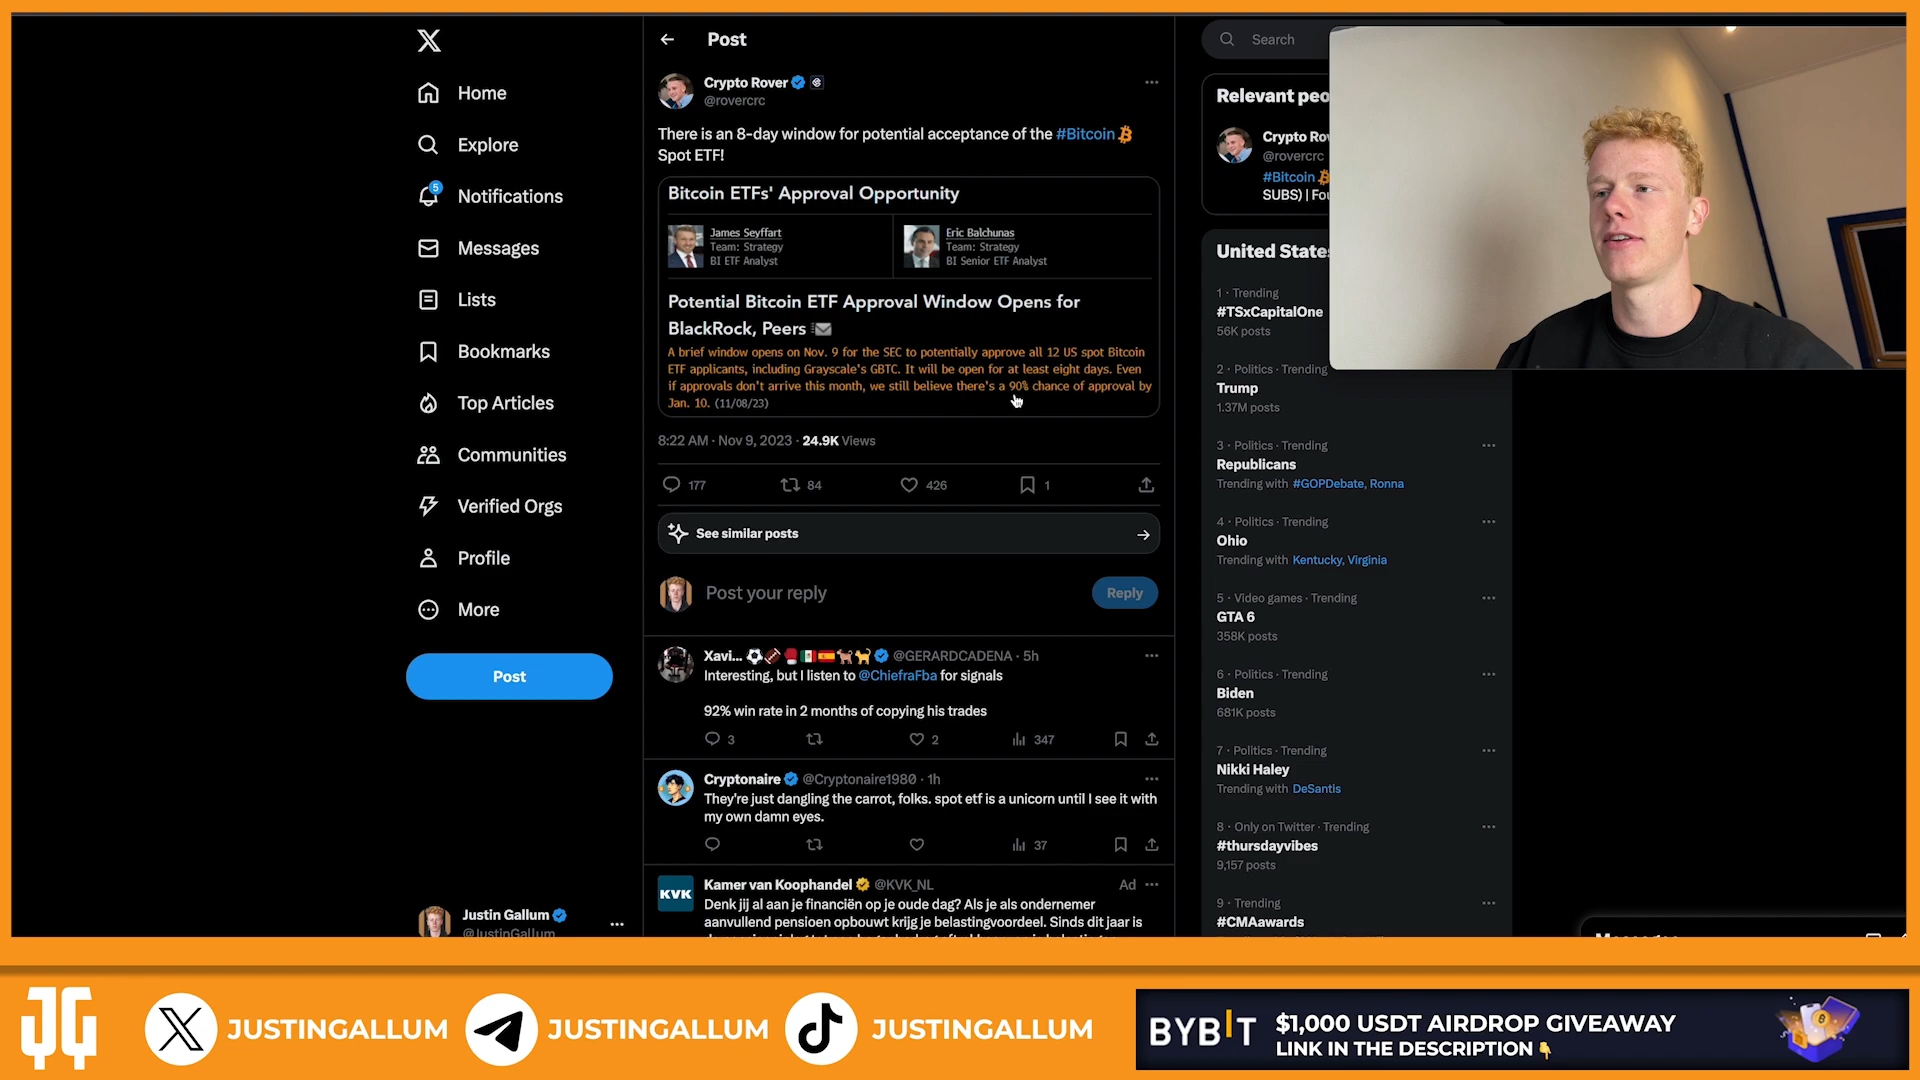 Home
Explore
5
Notifications
Messages
Lists
Bookmarks
Top Articles
Communities
Verified Orgs
Profile
More
Post
Justin Gallum
@JustinGallum
Post
Crypto Rover
@rovercrc
There is an 8-day window for potential acceptance of the #Bitcoin
Spot ETF!
Bitcoin ETFs' Approval Opportunity
James Seyffart
Team: Strategy
BI ETF Analyst
Eric Balchunas
Team: Strategy
BI Senior ETF Analyst
Potential Bitcoin ETF Approval Window Opens for
BlackRock, Peers
A brief window opens on Nov. 9 for the SEC to potentially approve all 12 US spot Bitcoin
ETF applicants, including Grayscale's GBTC. It will be open for at least eight days. Even
if approvals don't arrive this month, we still believe there's a 90% chance of approval by
Jan. 10. (11/08/23)
8:22 AM · Nov 9, 2023 · 24.9K Views
177 84 426 1
See similar posts
Post your reply
Reply
Xavi... @GERARDCADENA · 5h
Interesting, but I listen to @ChiefraFba for signals
92% win rate in 2 months of copying his trades
3 2 347
Cryptonaire @Cryptonaire1980 · 1h
They're just dangling the carrot, folks. spot etf is a unicorn until I see it with
my own damn eyes.
37
Kamer van Koophandel @KVK_NL Ad
KVK
Denk jij al aan je financiën op je oude dag? Als je als ondernemer
aanvullend pensioen opbouwt krijg je belastingvoordeel. Sinds dit jaar is
Search
Relevant peo
Crypto Rov
@rovercrc
#Bitcoin
SUBS) | Fou
United States
1 · Trending
#TSxCapitalOne
56K posts
2 · Politics · Trending
Trump
1.37M posts
3 · Politics · Trending
Republicans
Trending with #GOPDebate, Ronna
4 · Politics · Trending
Ohio
Trending with Kentucky, Virginia
5 · Video games · Trending
GTA 6
358K posts
6 · Politics · Trending
Biden
681K posts
7 · Politics · Trending
Nikki Haley
Trending with DeSantis
8 · Only on Twitter · Trending
#thursdayvibes
9,157 posts
9 · Trending
#CMAawards
Messages
JG
JUSTINGALLUM
JUSTINGALLUM
JUSTINGALLUM
BYBIT
$1,000 USDT AIRDROP GIVEAWAY
LINK IN THE DESCRIPTION